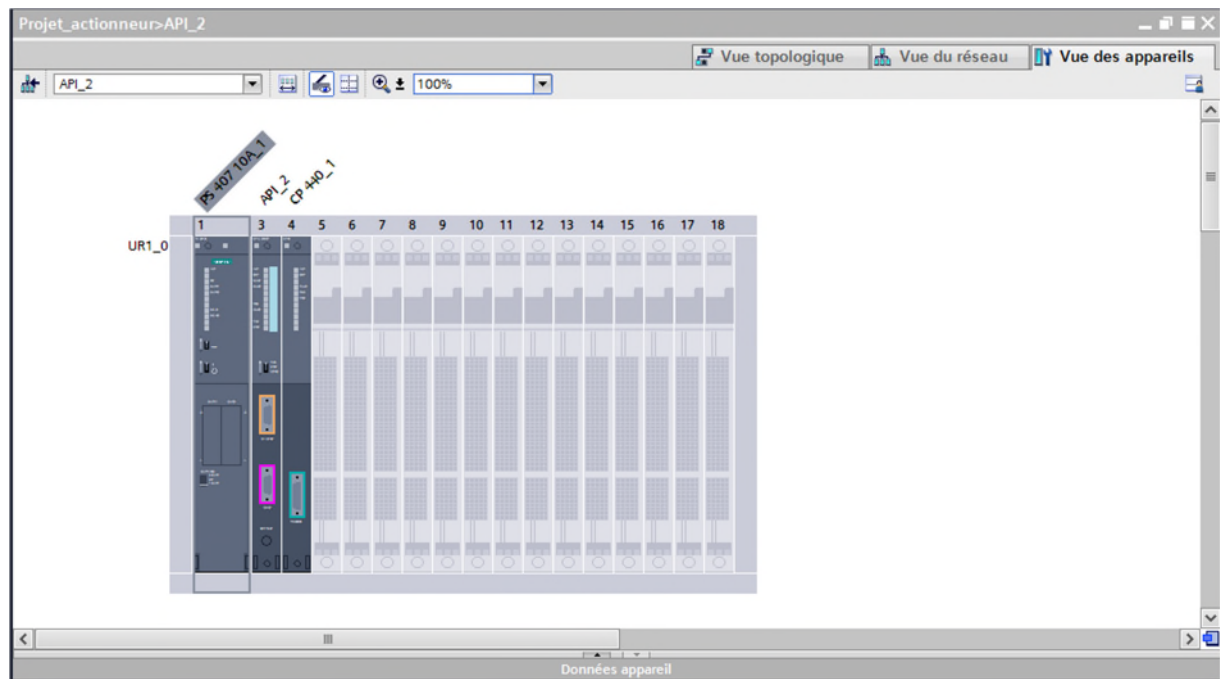 Projet_actionneur>API_2
Vue topologique
Vue du réseau
Vue des appareils
API_2
100%
PS 407 10A_1
API_2
CP 440_1
1 3 4 5 6 7 8 9 10 11 12 13 14 15 16 17 18
UR1_0
Données appareil